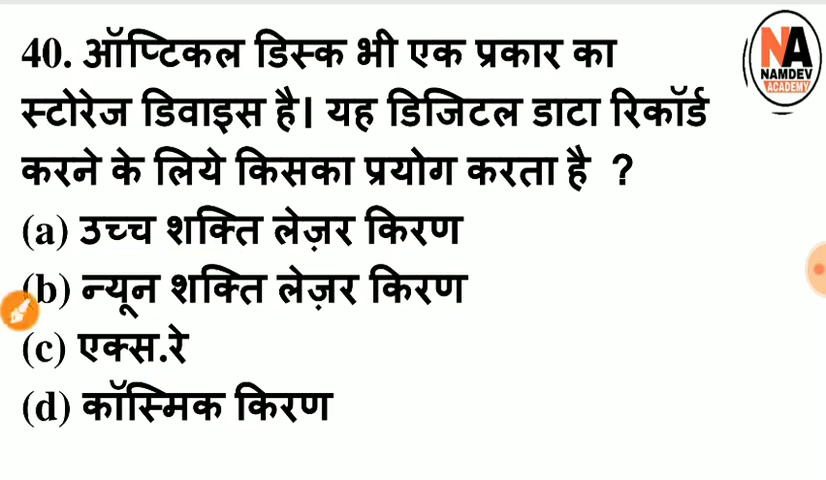 40. ऑप्टिकल डिस्क भी एक प्रकार का
स्टोरेज डिवाइस है। यह डिजिटल डाटा रिकॉर्ड
करने के लिये किसका प्रयोग करता है ?
(a) उच्च शक्ति लेज़र किरण
(b) न्यून शक्ति लेज़र किरण
(c) एक्स.रे
(d) कॉस्मिक किरण
NA
NAMDEV
ACADEMY